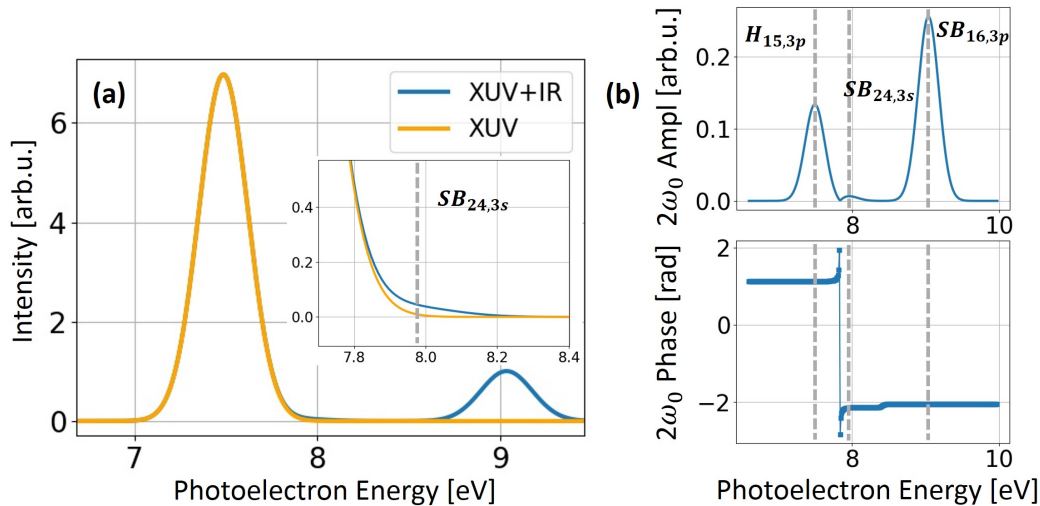 (a)
XUV+IR
XUV
Intensity [arb.u.]
6
4
2
0
7
8
9
Photoelectron Energy [eV]
SB24,3s
0.4
0.2
0.0
7.8
8.0
8.2
8.4
(b)
H15,3p
SB16,3p
SB24,3s
2ω0 Ampl [arb.u.]
0.2
0.1
0.0
8
10
2ω0 Phase [rad]
2
0
−2
8
9
10
Photoelectron Energy [eV]